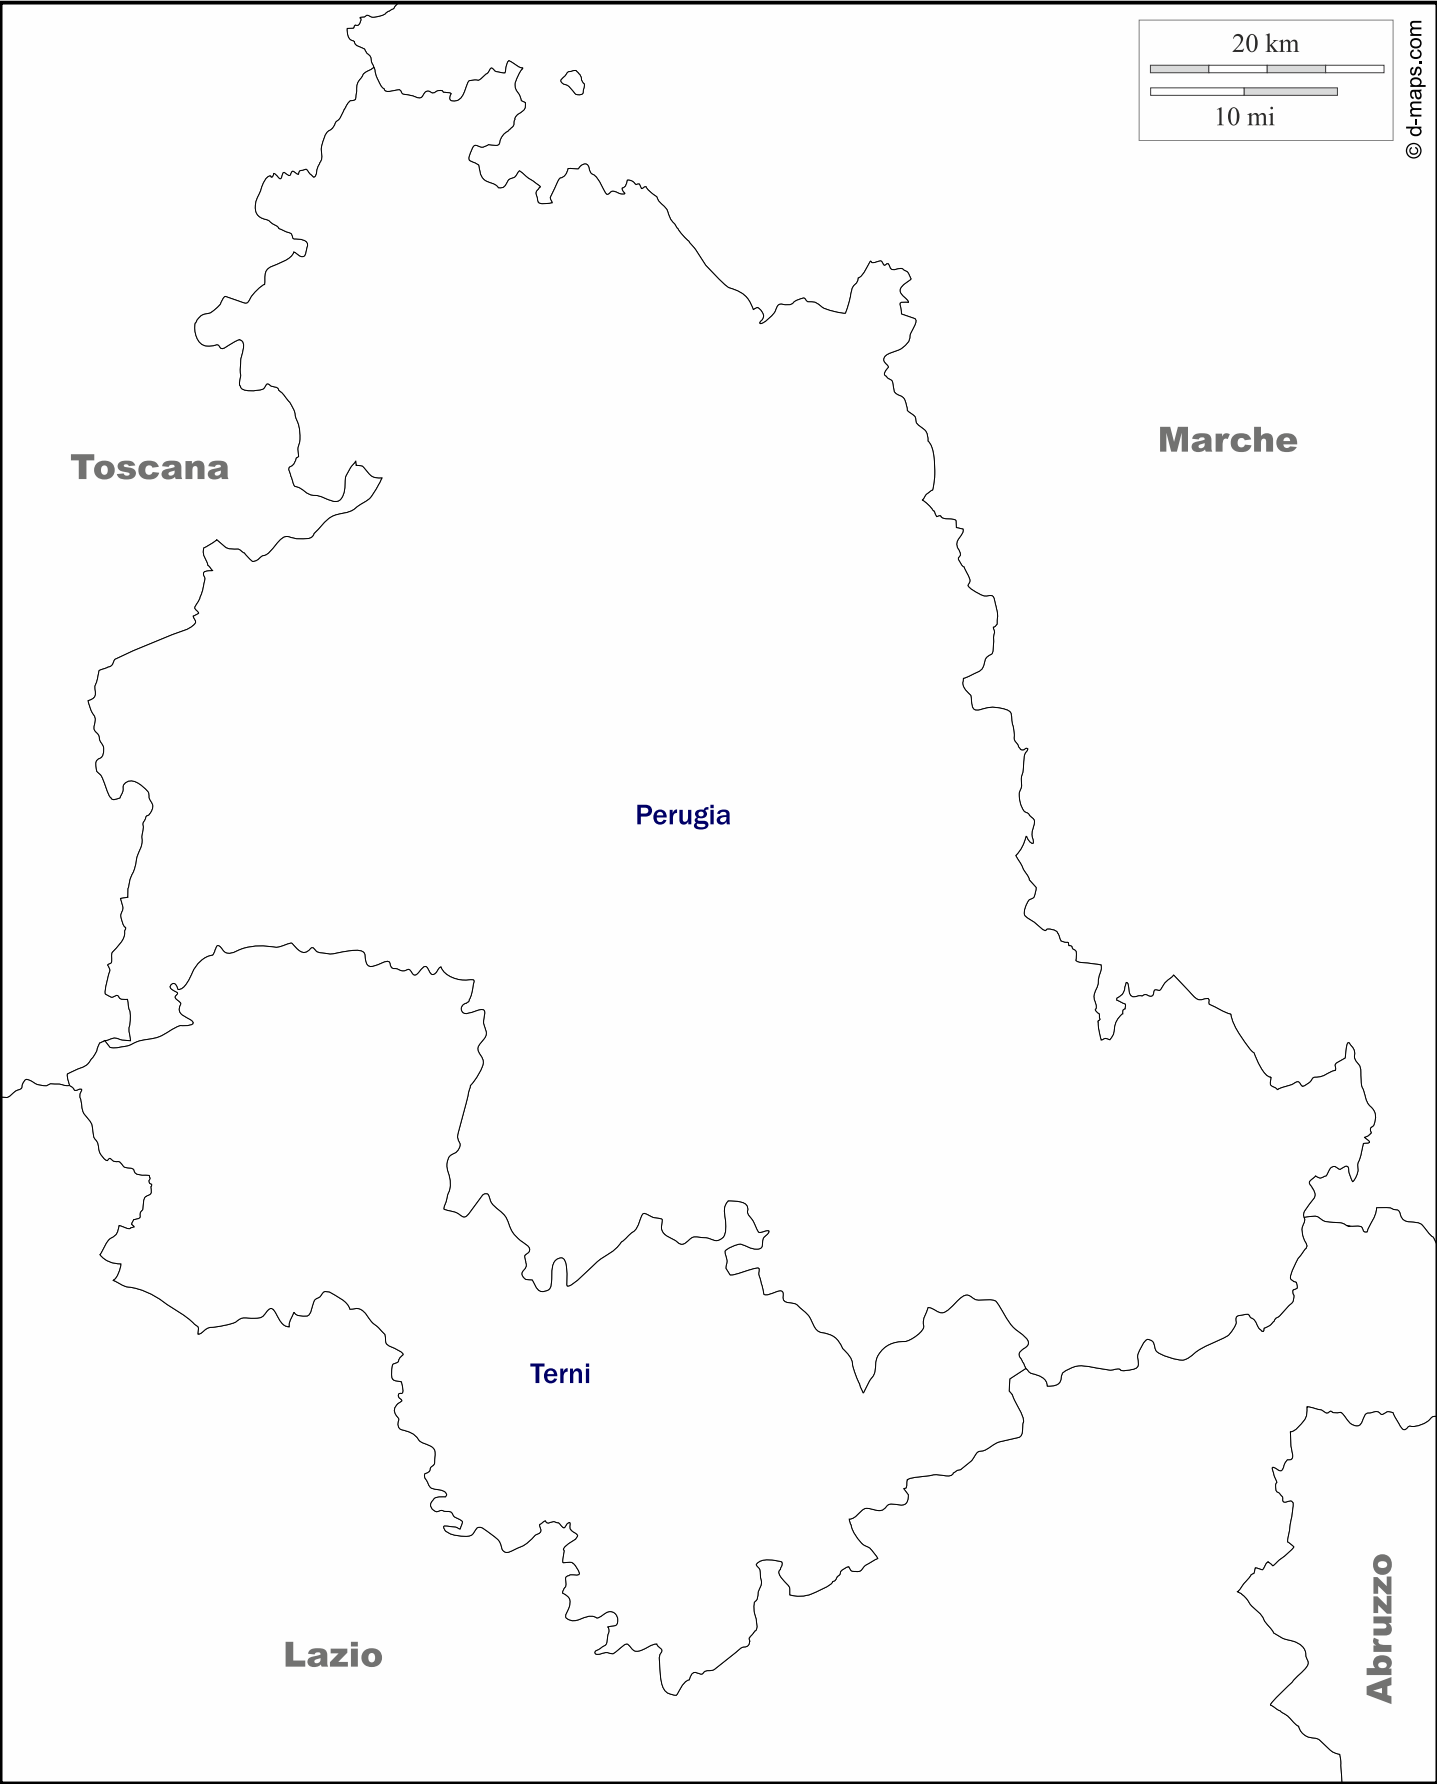 20 km
10 mi
© d-maps.com
Marche
Toscana
Perugia
Terni
Lazio
Abruzzo